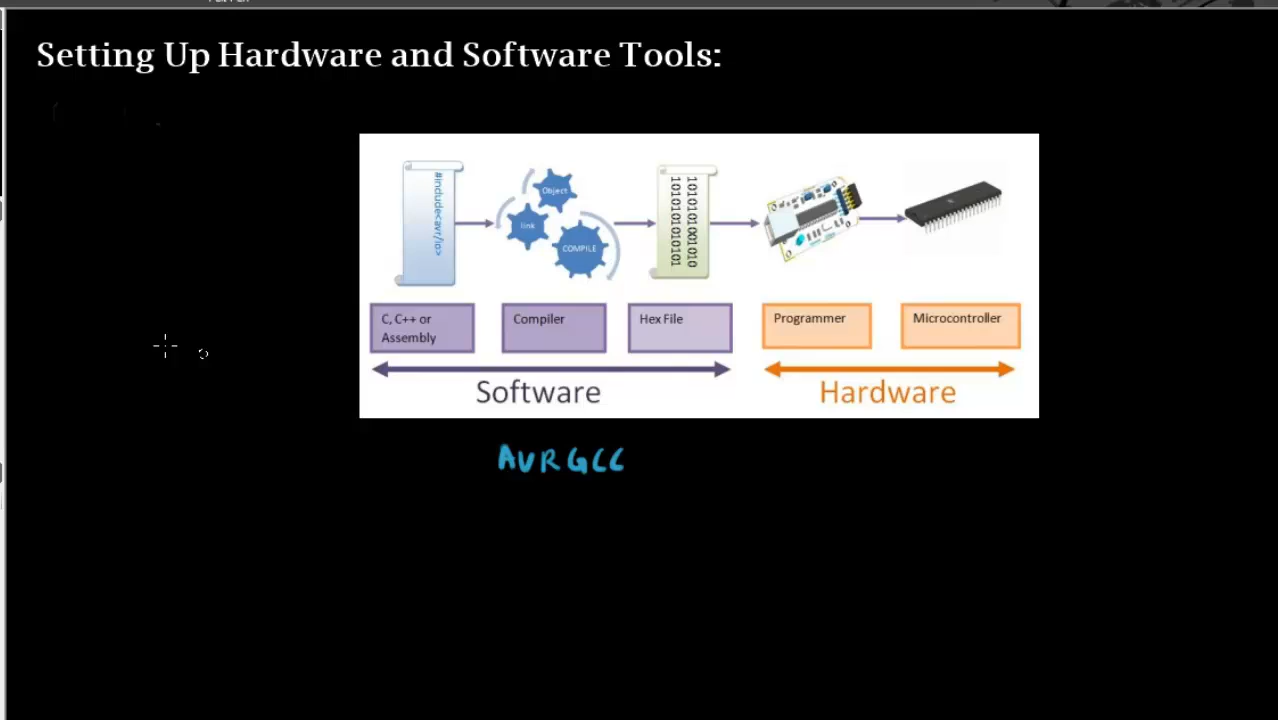 Setting Up Hardware and Software Tools:
#include<avr/io>
Object
link
COMPILE
101010101001010
1010101010101
C, C++ or
Assembly
Compiler
Hex File
Programmer
Microcontroller
Software
Hardware
AVRGCC